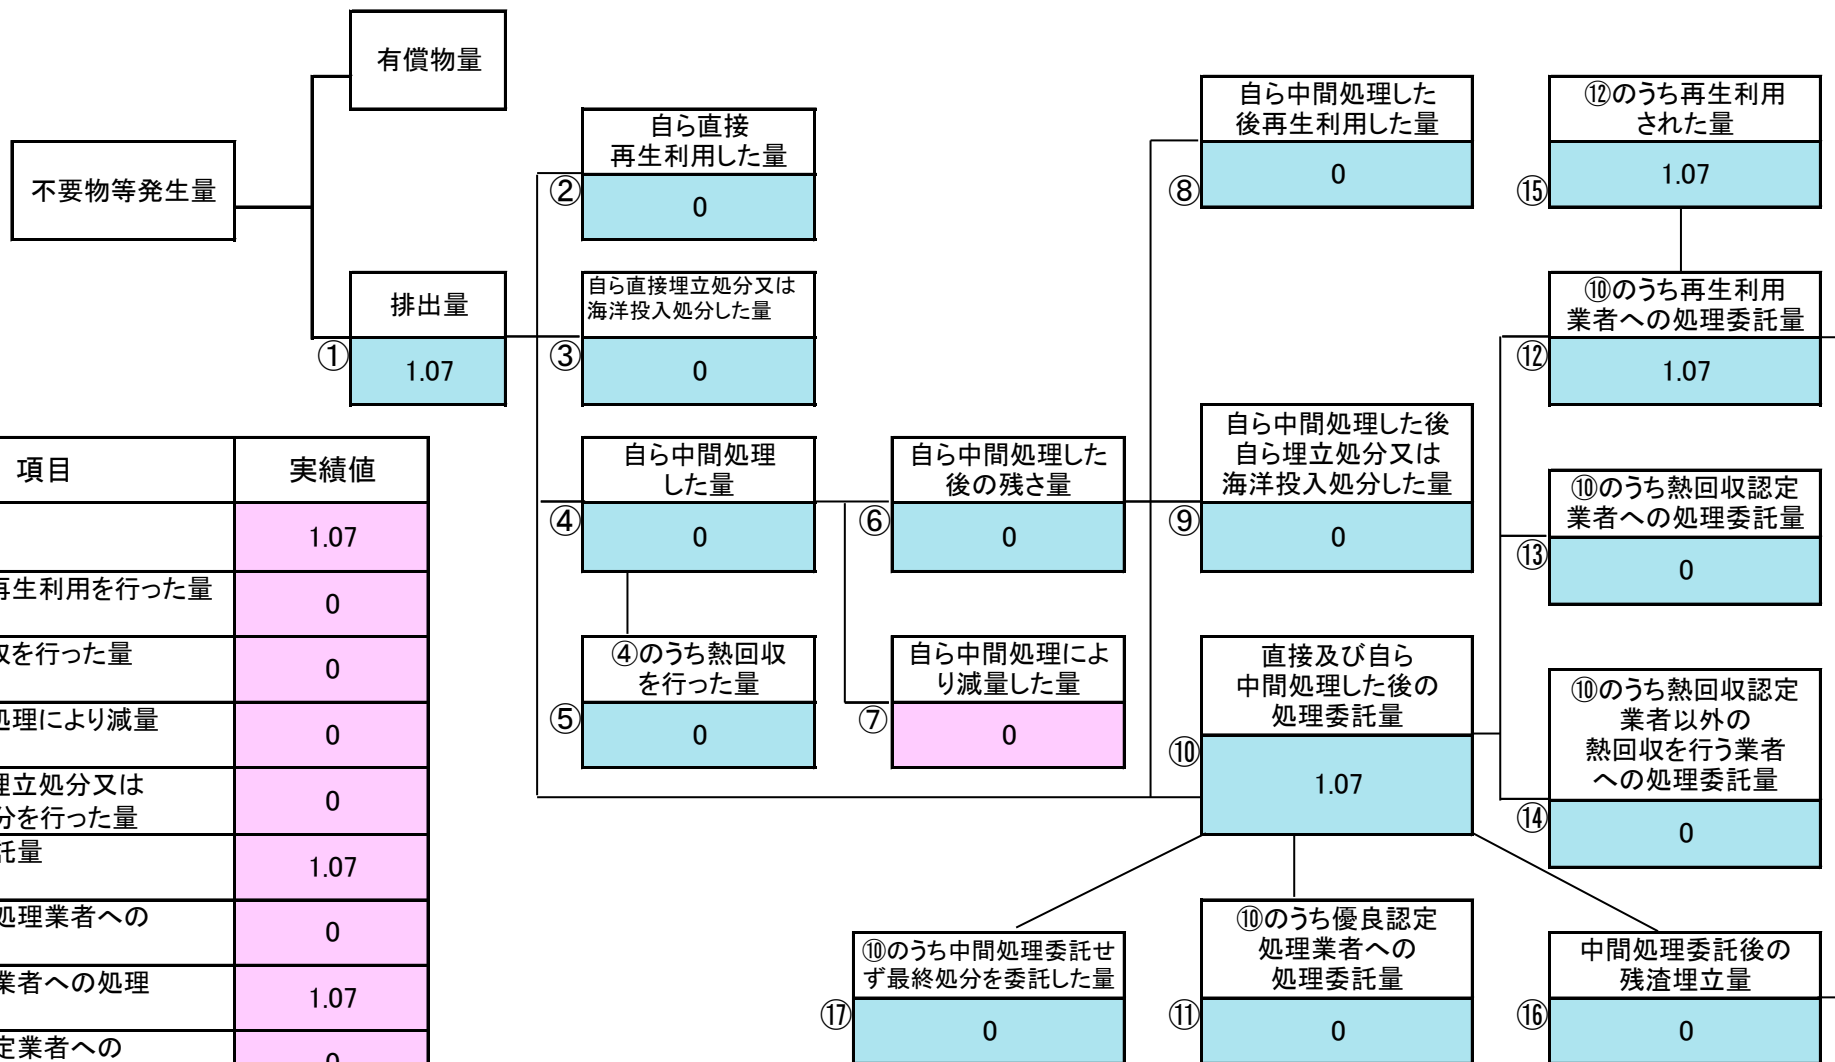 有償物量
不要物等発生量
排出量
①
1.07
自ら直接
再生利用した量
②
0
自ら直接埋立処分又は
海洋投入処分した量
③
0
自ら中間処理
した量
④
0
④のうち熱回収
を行った量
⑤
0
自ら中間処理した
後の残さ量
⑥
0
自ら中間処理によ
り減量した量
⑦
0
自ら中間処理した
後再生利用した量
⑧
0
自ら中間処理した後
自ら埋立処分又は
海洋投入処分した量
⑨
0
直接及び自ら
中間処理した後の
処理委託量
⑩
1.07
⑫のうち再生利用
された量
⑮
1.07
⑩のうち再生利用
業者への処理委託量
⑫
1.07
⑩のうち熱回収認定
業者への処理委託量
⑬
0
⑩のうち熱回収認定
業者以外の
熱回収を行う業者
への処理委託量
⑭
0
⑩のうち中間処理委託せ
ず最終処分を委託した量
⑰
0
⑩のうち優良認定
処理業者への
処理委託量
⑪
0
中間処理委託後の
残渣埋立量
⑯
0
項目 実績値
1.07
再生利用を行った量
0
を行った量
0
処理により減量
0
埋立処分又は
分を行った量
0
託量
1.07
処理業者への
0
業者への処理
1.07
定業者への
0